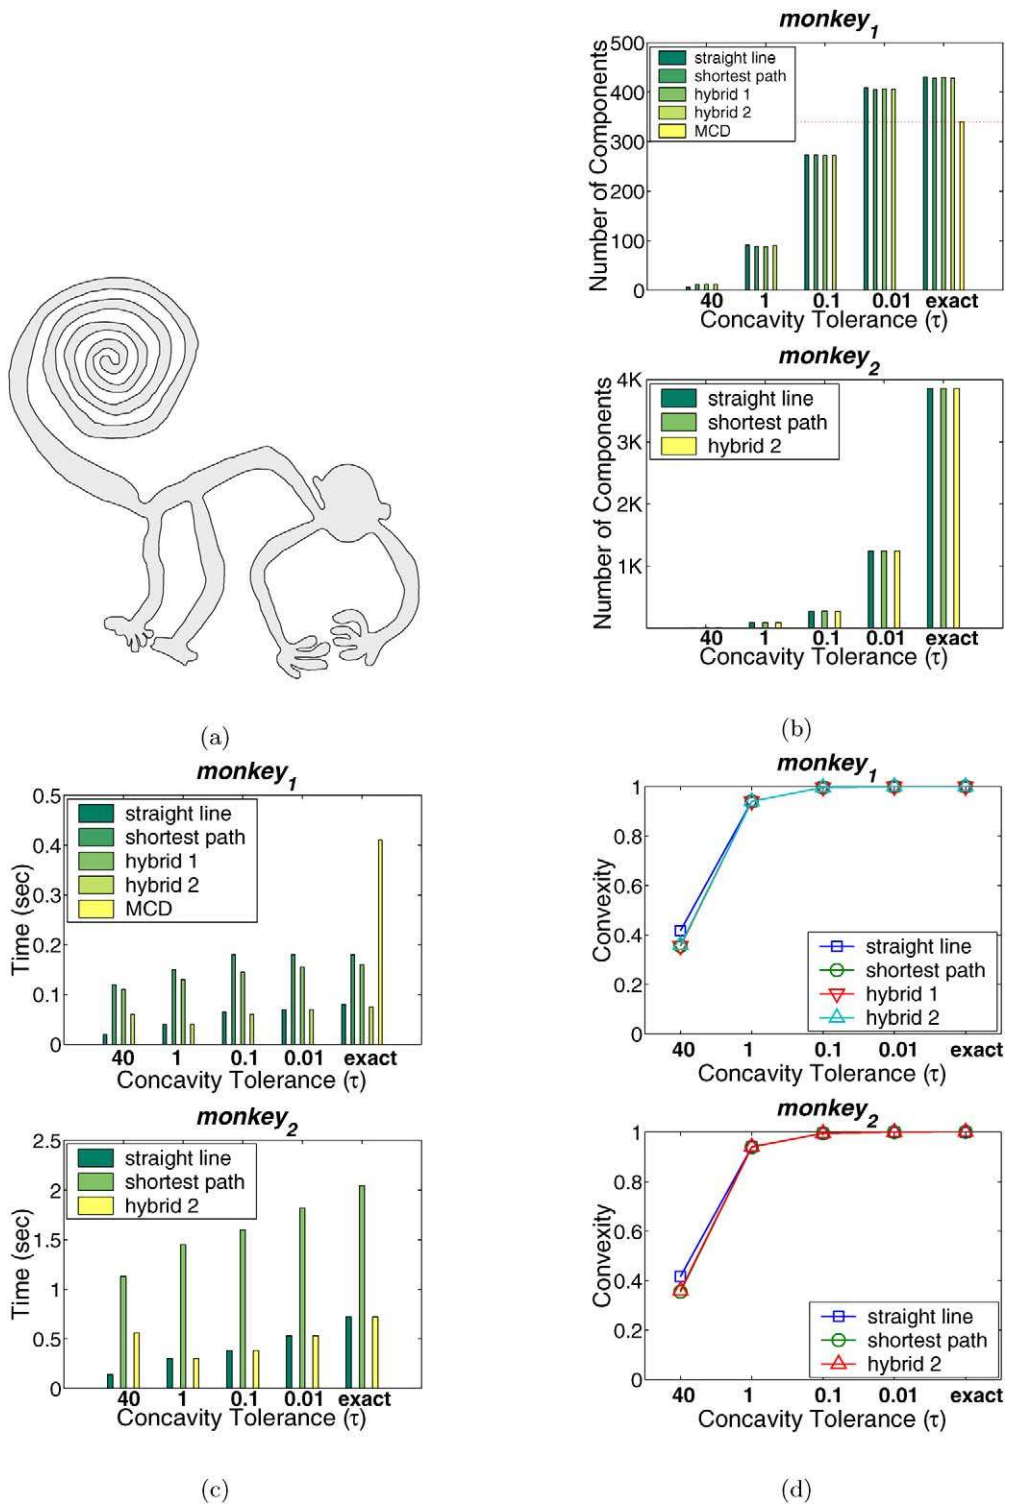 monkey1
Number of Components
500
400
300
200
100
0
straight line
shortest path
hybrid 1
hybrid 2
MCD
40 1 0.1 0.01 exact
Concavity Tolerance (τ)
monkey2
Number of Components
4K
3K
2K
1K
straight line
shortest path
hybrid 2
40 1 0.1 0.01 exact
Concavity Tolerance (τ)
(a)
(b)
monkey1
Time (sec)
0.5
0.4
0.3
0.2
0.1
0
straight line
shortest path
hybrid 1
hybrid 2
MCD
40 1 0.1 0.01 exact
Concavity Tolerance (τ)
monkey2
Time (sec)
2.5
2
1.5
1
0.5
0
straight line
shortest path
hybrid 2
40 1 0.1 0.01 exact
Concavity Tolerance (τ)
(c)
monkey1
Convexity
1
0.8
0.6
0.4
0.2
0
straight line
shortest path
hybrid 1
hybrid 2
40 1 0.1 0.01 exact
Concavity Tolerance (τ)
monkey2
Convexity
1
0.8
0.6
0.4
0.2
0
straight line
shortest path
hybrid 2
40 1 0.1 0.01 exact
Concavity Tolerance (τ)
(d)